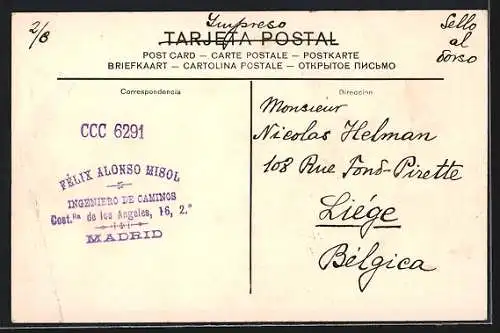 2/8
Impreso
Sello
al
dorso
TARJETA POSTAL
POST CARD — CARTE POSTALE — POSTKARTE
BRIEFKAART — CARTOLINA POSTALE — ОТКРЫТОЕ ПИСЬМО
Correspondencia
CCC 6291
FÉLIX ALONSO MISOL
INGENIERO DE CAMINOS
Cost.lla de los Angeles, 16, 2.º
MADRID
Dirección
Monsieur
Nicolas Helman
108 Rue Fond-Pirette
Liége
Bélgica